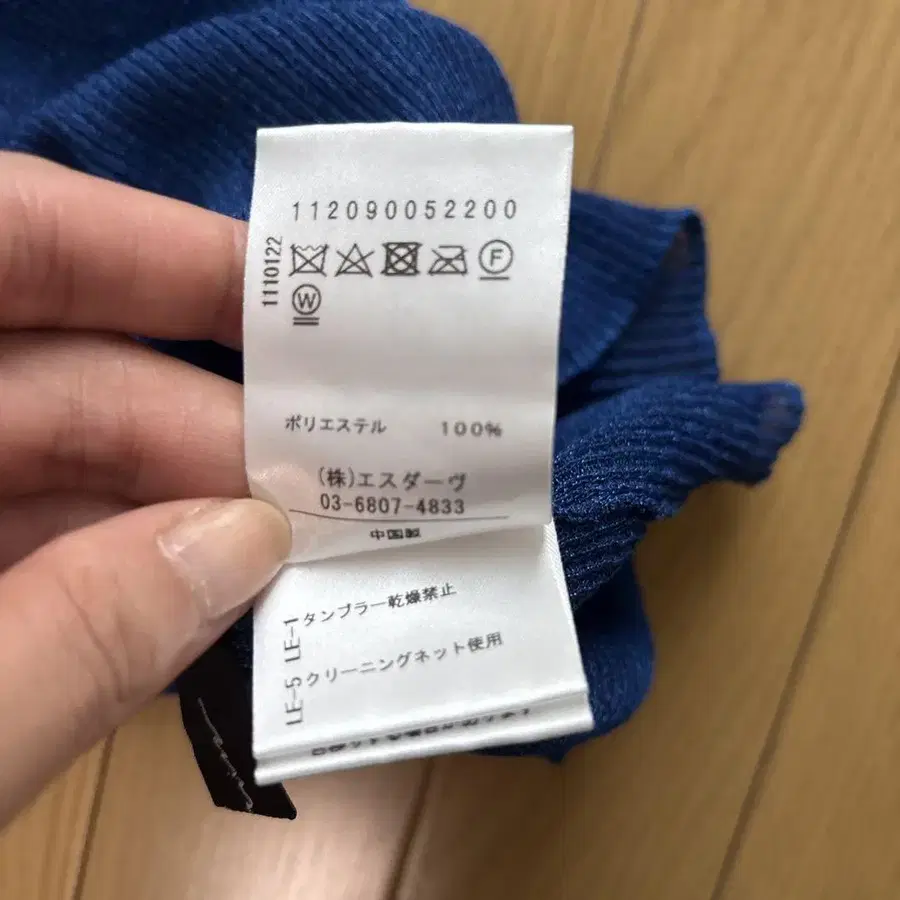 112090052200
1110122
F
W
ポリエステル 100%
(株)エスダーヴ
03-6807-4833
中国製
LE-1 タンブラー乾燥禁止
LE-5 クリーニングネット使用